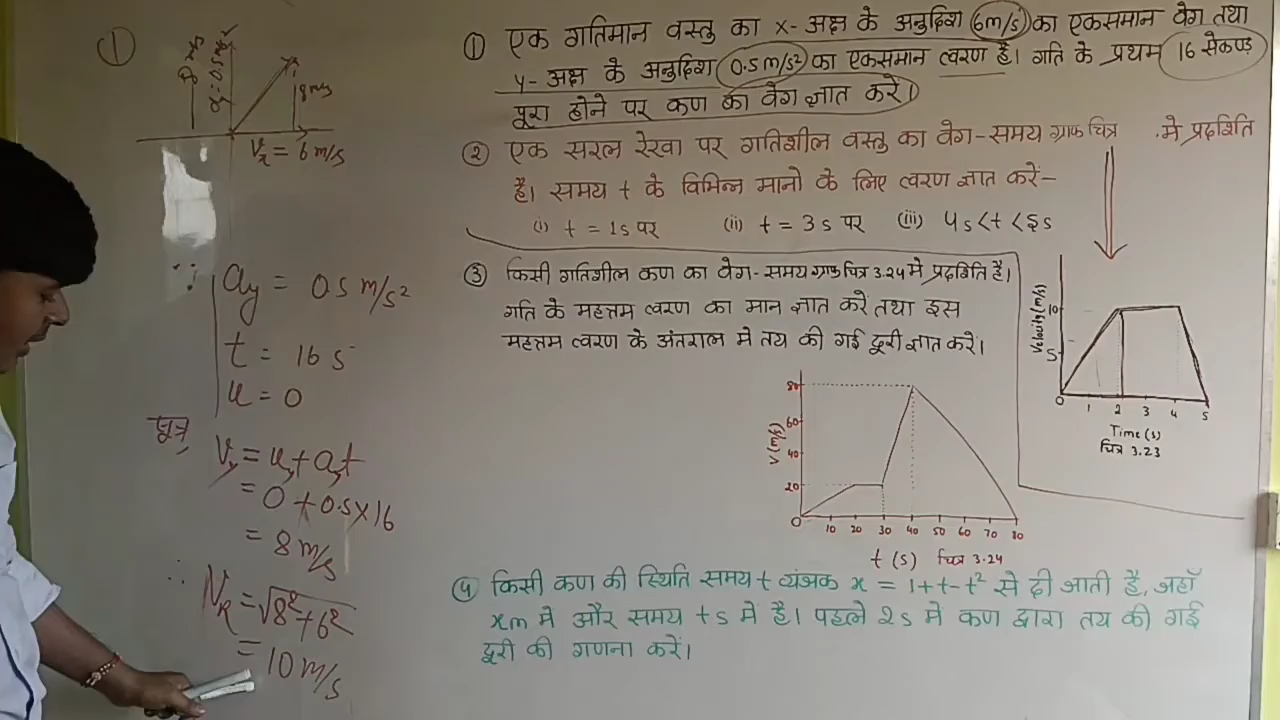 ①
8 m/s
Vx = 6 m/s
∵ ay = 0.5 m/s²
t = 16 s
u = 0
सूत्र,
Vy = uy + ayt
= 0 + 0.5 × 16
= 8 m/s
∴ VR = √8² + 6²
= 10 m/s
① एक गतिमान वस्तु का x- अक्ष के अनुदिश 6m/s का एकसमान वेग तथा
y- अक्ष के अनुदिश 0.5m/s² का एकसमान त्वरण है। गति के प्रथम 16 सेकण्ड
पूरा होने पर कण का वेग ज्ञात करें।
② एक सरल रेखा पर गतिशील वस्तु का वेग-समय ग्राफ चित्र में प्रदर्शित
है। समय t के विभिन्न मानो के लिए त्वरण ज्ञात करें-
(i) t = 1s पर (ii) t = 3s पर (iii) 4s < t < 5s
Velocity (m/s)
10
5
0 1 2 3 4 5
Time (s)
चित्र 3.23
③ किसी गतिशील कण का वेग-समय ग्राफ चित्र 3.24 मे प्रदर्शित है।
गति के महत्तम त्वरण का मान ज्ञात करें तथा इस
महत्तम त्वरण के अंतराल मे तय की गई दूरी ज्ञात करें।
V (m/s)
80
60
40
20
0 10 20 30 40 50 60 70 80
t (s) चित्र 3.24
④ किसी कण की स्थिति समय t व्यंजक x = 1+t-t² से दी जाती है, जहाँ
x m मे और समय t s मे है। पहले 2s मे कण द्वारा तय की गई
दूरी की गणना करें।